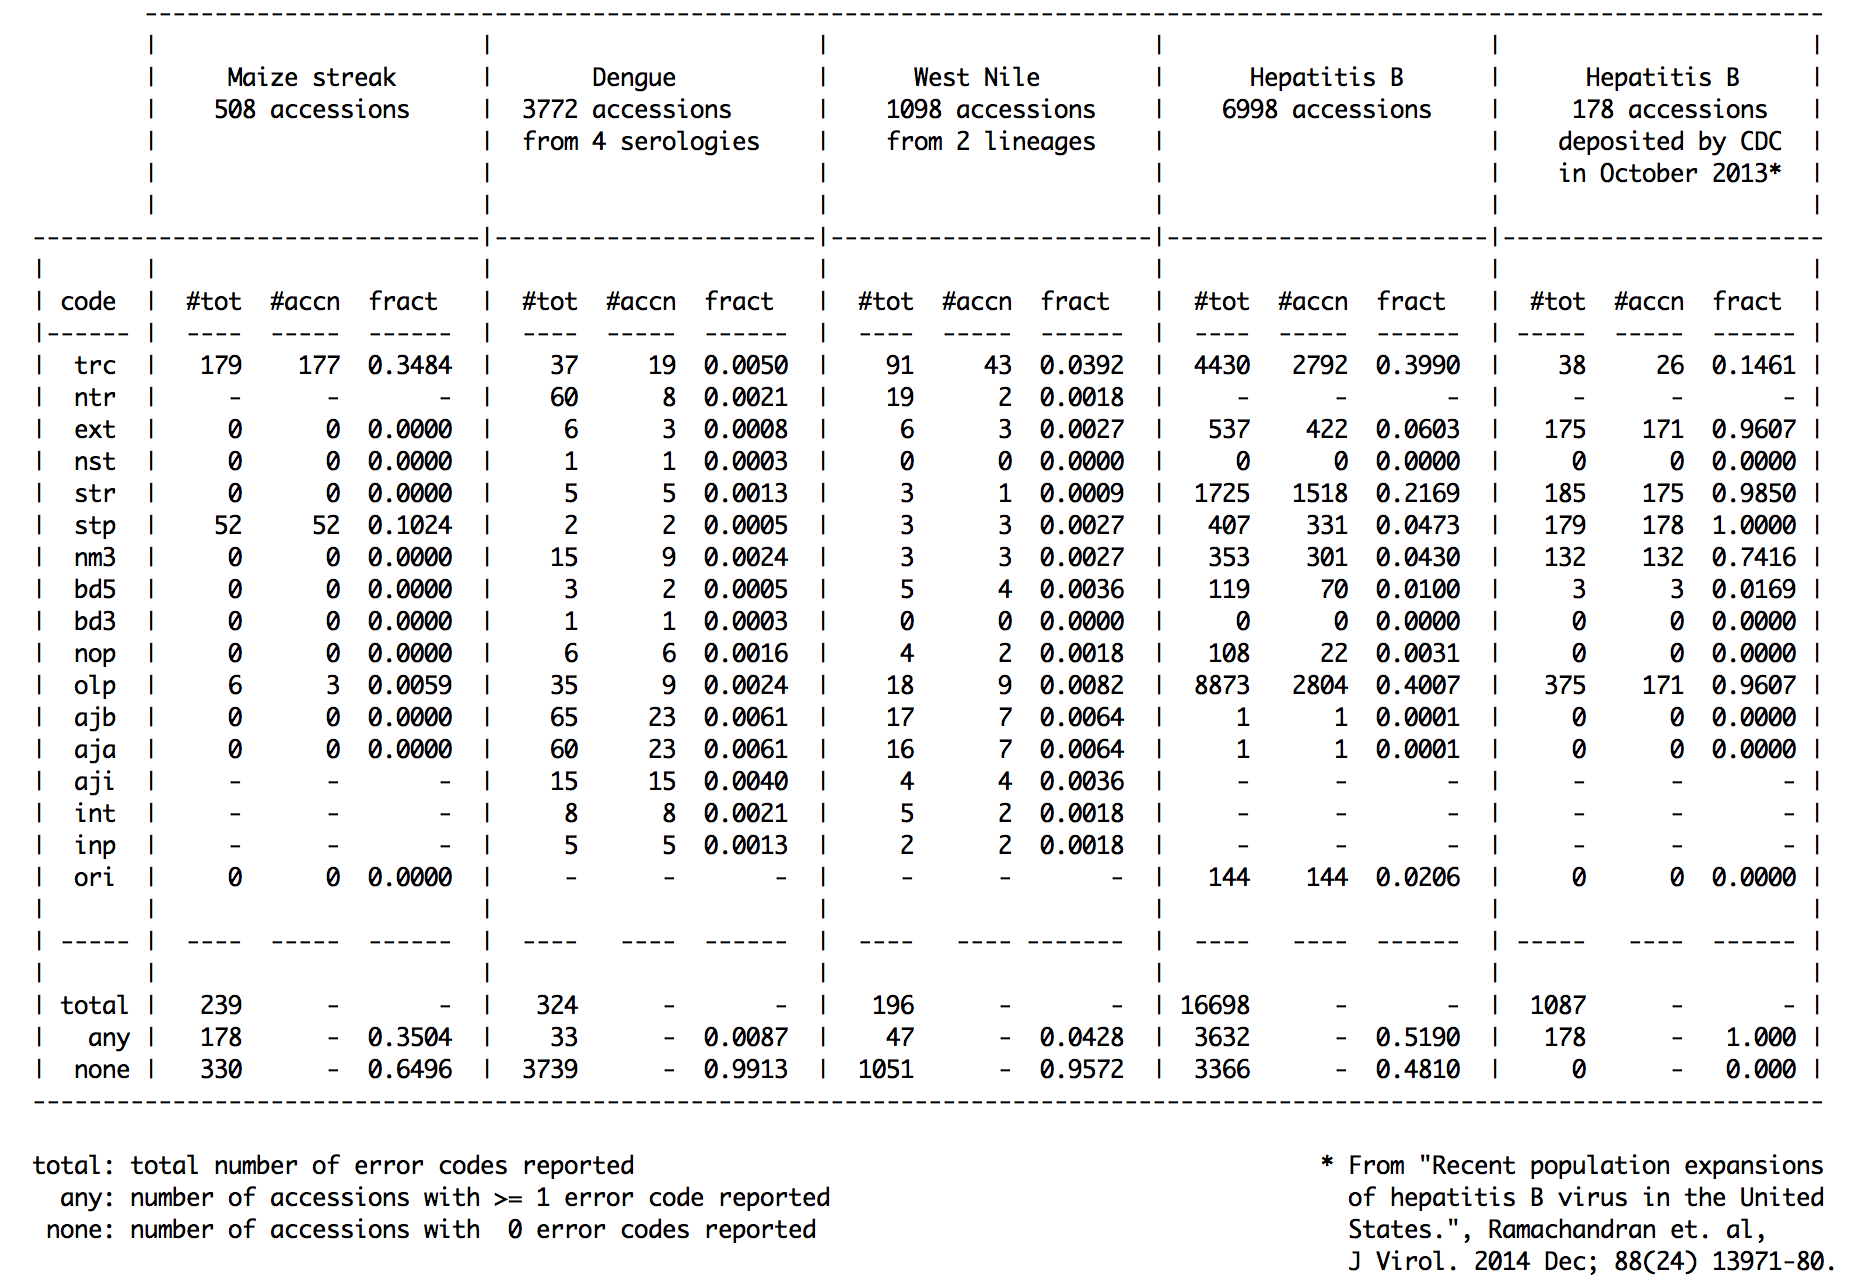 --------------------------------------------------------------------------------------------------------------------------
        |                       |                       |                       |                       |                      |
        |     Maize streak      |       Dengue          |      West Nile        |      Hepatitis B      |      Hepatitis B     |
        |    508 accessions     |  3772 accessions      |    1098 accessions    |    6998 accessions    |     178 accessions   |
        |                       |  from 4 serologies    |    from 2 lineages    |                       |    deposited by CDC  |
        |                       |                       |                       |                       |    in October 2013*  |
        |                       |                       |                       |                       |                      |
--------------------------------|-----------------------|-----------------------|-----------------------|-----------------------
|       |                       |                       |                       |                       |                      |
| code  |  #tot  #accn  fract   |  #tot  #accn  fract   |  #tot  #accn  fract   |  #tot  #accn  fract   |  #tot  #accn  fract  |
|------ |  ----  -----  ------  |  ----  -----  ------  |  ----  -----  ------  |  ----  -----  ------  | -----  -----  ------ |
|  trc  |   179    177  0.3484  |    37     19  0.0050  |    91     43  0.0392  |  4430   2792  0.3990  |    38     26  0.1461 |
|  ntr  |     -      -       -  |    60      8  0.0021  |    19      2  0.0018  |     -      -       -  |     -      -       - |
|  ext  |     0      0  0.0000  |     6      3  0.0008  |     6      3  0.0027  |   537    422  0.0603  |   175    171  0.9607 |
|  nst  |     0      0  0.0000  |     1      1  0.0003  |     0      0  0.0000  |     0      0  0.0000  |     0      0  0.0000 |
|  str  |     0      0  0.0000  |     5      5  0.0013  |     3      1  0.0009  |  1725   1518  0.2169  |   185    175  0.9850 |
|  stp  |    52     52  0.1024  |     2      2  0.0005  |     3      3  0.0027  |   407    331  0.0473  |   179    178  1.0000 |
|  nm3  |     0      0  0.0000  |    15      9  0.0024  |     3      3  0.0027  |   353    301  0.0430  |   132    132  0.7416 |
|  bd5  |     0      0  0.0000  |     3      2  0.0005  |     5      4  0.0036  |   119     70  0.0100  |     3      3  0.0169 |
|  bd3  |     0      0  0.0000  |     1      1  0.0003  |     0      0  0.0000  |     0      0  0.0000  |     0      0  0.0000 |
|  nop  |     0      0  0.0000  |     6      6  0.0016  |     4      2  0.0018  |   108     22  0.0031  |     0      0  0.0000 |
|  olp  |     6      3  0.0059  |    35      9  0.0024  |    18      9  0.0082  |  8873   2804  0.4007  |   375    171  0.9607 |
|  ajb  |     0      0  0.0000  |    65     23  0.0061  |    17      7  0.0064  |     1      1  0.0001  |     0      0  0.0000 |
|  aja  |     0      0  0.0000  |    60     23  0.0061  |    16      7  0.0064  |     1      1  0.0001  |     0      0  0.0000 |
|  aji  |     -      -       -  |    15     15  0.0040  |     4      4  0.0036  |     -      -       -  |     -      -       - |
|  int  |     -      -       -  |     8      8  0.0021  |     5      2  0.0018  |     -      -       -  |     -      -       - |
|  inp  |     -      -       -  |     5      5  0.0013  |     2      2  0.0018  |     -      -       -  |     -      -       - |
|  ori  |     0      0  0.0000  |     -      -       -  |     -      -       -  |   144    144  0.0206  |     0      0  0.0000 |
|       |                       |                       |                       |                       |                      |
| ----- |  ----  -----  ------  |  ----   ----  ------  |  ----   ---- -------  |  ----   ----  ------  | -----   ----  ------ |
|       |                       |                       |                       |                       |                      |
| total |   239      -       -  |   324      -       -  |   196      -       -  | 16698      -       -  |  1087      -       - |
|   any |   178      -  0.3504  |    33      -  0.0087  |    47      -  0.0428  |  3632      -  0.5190  |   178      -   1.000 |
|  none |   330      -  0.6496  |  3739      -  0.9913  |  1051      -  0.9572  |  3366      -  0.4810  |     0      -   0.000 |
--------------------------------------------------------------------------------------------------------------------------------
total: total number of error codes reported
any: number of accessions with >= 1 error code reported
none: number of accessions with  0 error codes reported
* From "Recent population expansions
of hepatitis B virus in the United
States.", Ramachandran et. al,
J Virol. 2014 Dec; 88(24) 13971-80.